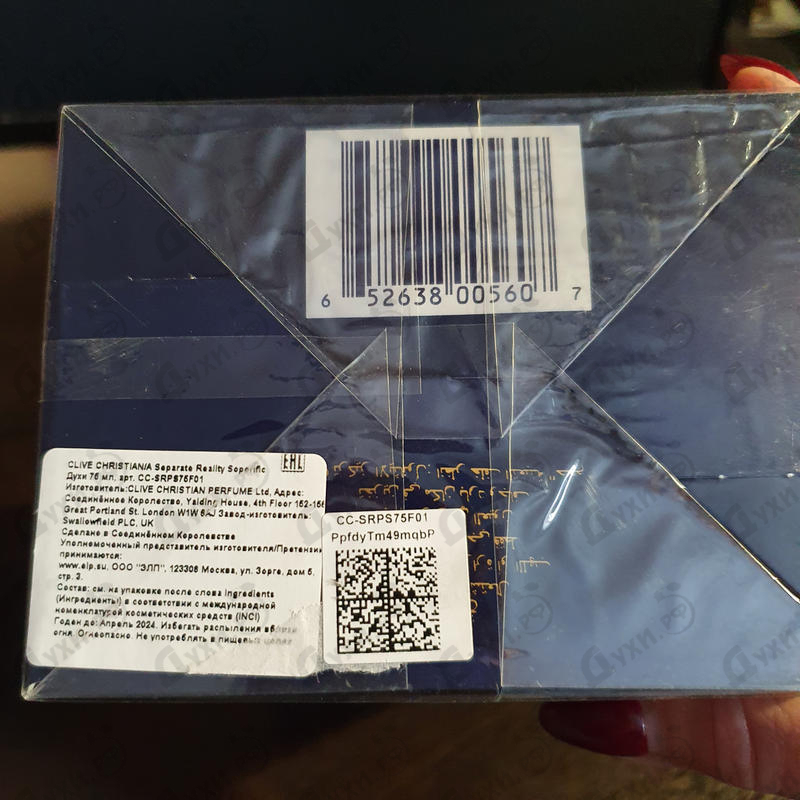 6 52638 00560 7
CLIVE CHRISTIAN/A Separate Reality Soporific
Духи 75 мл, арт. CC-SRPS75F01
Изготовитель:CLIVE CHRISTIAN PERFUME Ltd, Адрес:
Соединённое Королевство, Yalding House, 4th Floor 152-156
Great Portland St. London W1W 6AJ Завод-изготовитель:
Swallowfield PLC, UK
Сделано в Соединённом Королевстве
Уполномоченный представитель изготовителя/Претензии
принимаются:
www.elp.su, ООО "ЭЛП", 123308 Москва, ул. Зорге, дом 5,
стр. 3.
Состав: см. на упаковке после слова Ingredients
(Ингредиенты) в соответствии с международной
номенклатурой косметических средств (INCI)
Годен до: Апрель 2024. Избегать распыления вблизи
огня. Огнеопасно. Не употреблять в пищевых целях
EAC
CC-SRPS75F01
PpfdyTm49mqbP
Духи.рф